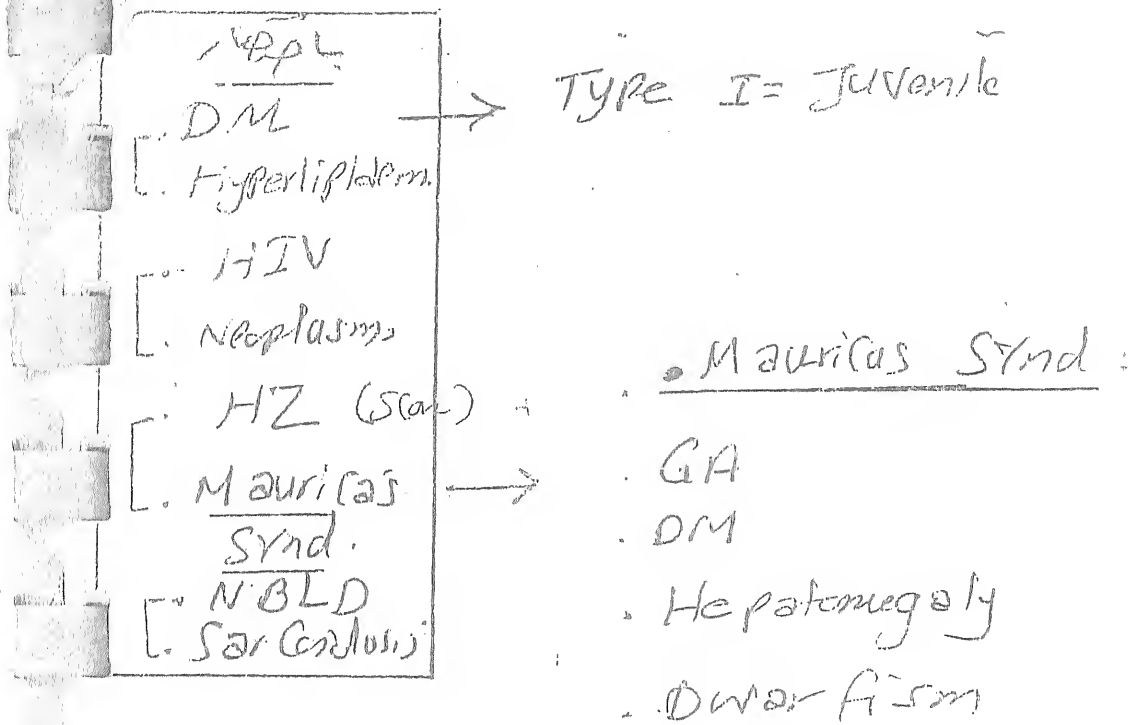 . DM → Type I = Juvenile
. Hyperlipidem.
. HIV
. Neoplasms
. HZ (Scar)
. Mauricas
Synd.
. NBLD
. Sarcoidosis
. Mauricas Synd :
. GA
. DM
. Hepatomegaly
. Dwarfism